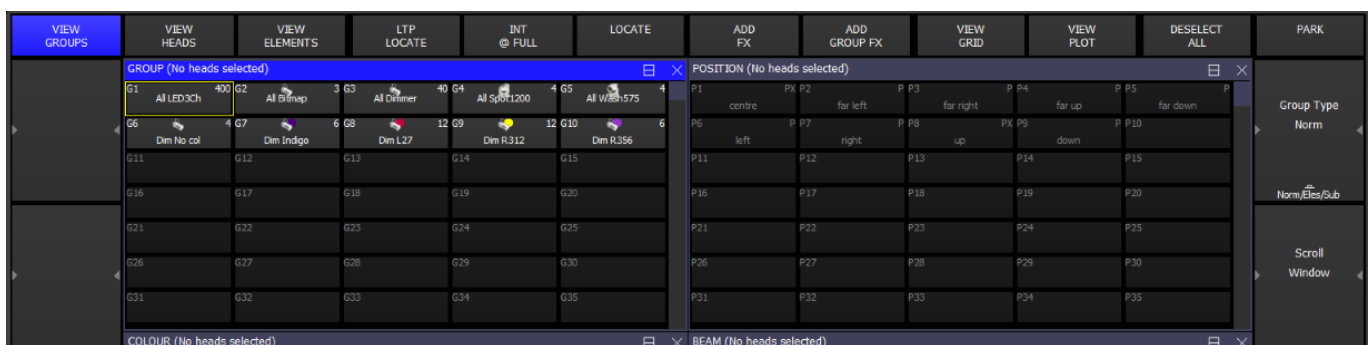 VIEW GROUPS
VIEW HEADS
VIEW ELEMENTS
LTP LOCATE
INT @ FULL
LOCATE
ADD FX
ADD GROUP FX
VIEW GRID
VIEW PLOT
DESELECT ALL
PARK
GROUP (No heads selected)
G1 400 All LED3Ch
G2 3 All Bitmap
G3 40 All Dimmer
G4 4 All Spot1200
G5 4 All Wash575
G6 4 Dim No col
G7 6 Dim Indigo
G8 12 Dim L27
G9 12 Dim R312
G10 6 Dim R356
G11 G12 G13 G14 G15
G16 G17 G18 G19 G20
G21 G22 G23 G24 G25
G26 G27 G28 G29 G30
G31 G32 G33 G34 G35
POSITION (No heads selected)
P1 PX centre
P2 P far left
P3 P far right
P4 P far up
P5 P far down
P6 P left
P7 P right
P8 PX up
P9 P down
P10
P11 P12 P13 P14 P15
P16 P17 P18 P19 P20
P21 P22 P23 P24 P25
P26 P27 P28 P29 P30
P31 P32 P33 P34 P35
Group Type
Norm
Norm/Eles/Sub
Scroll
Window
COLOUR (No heads selected)
BEAM (No heads selected)